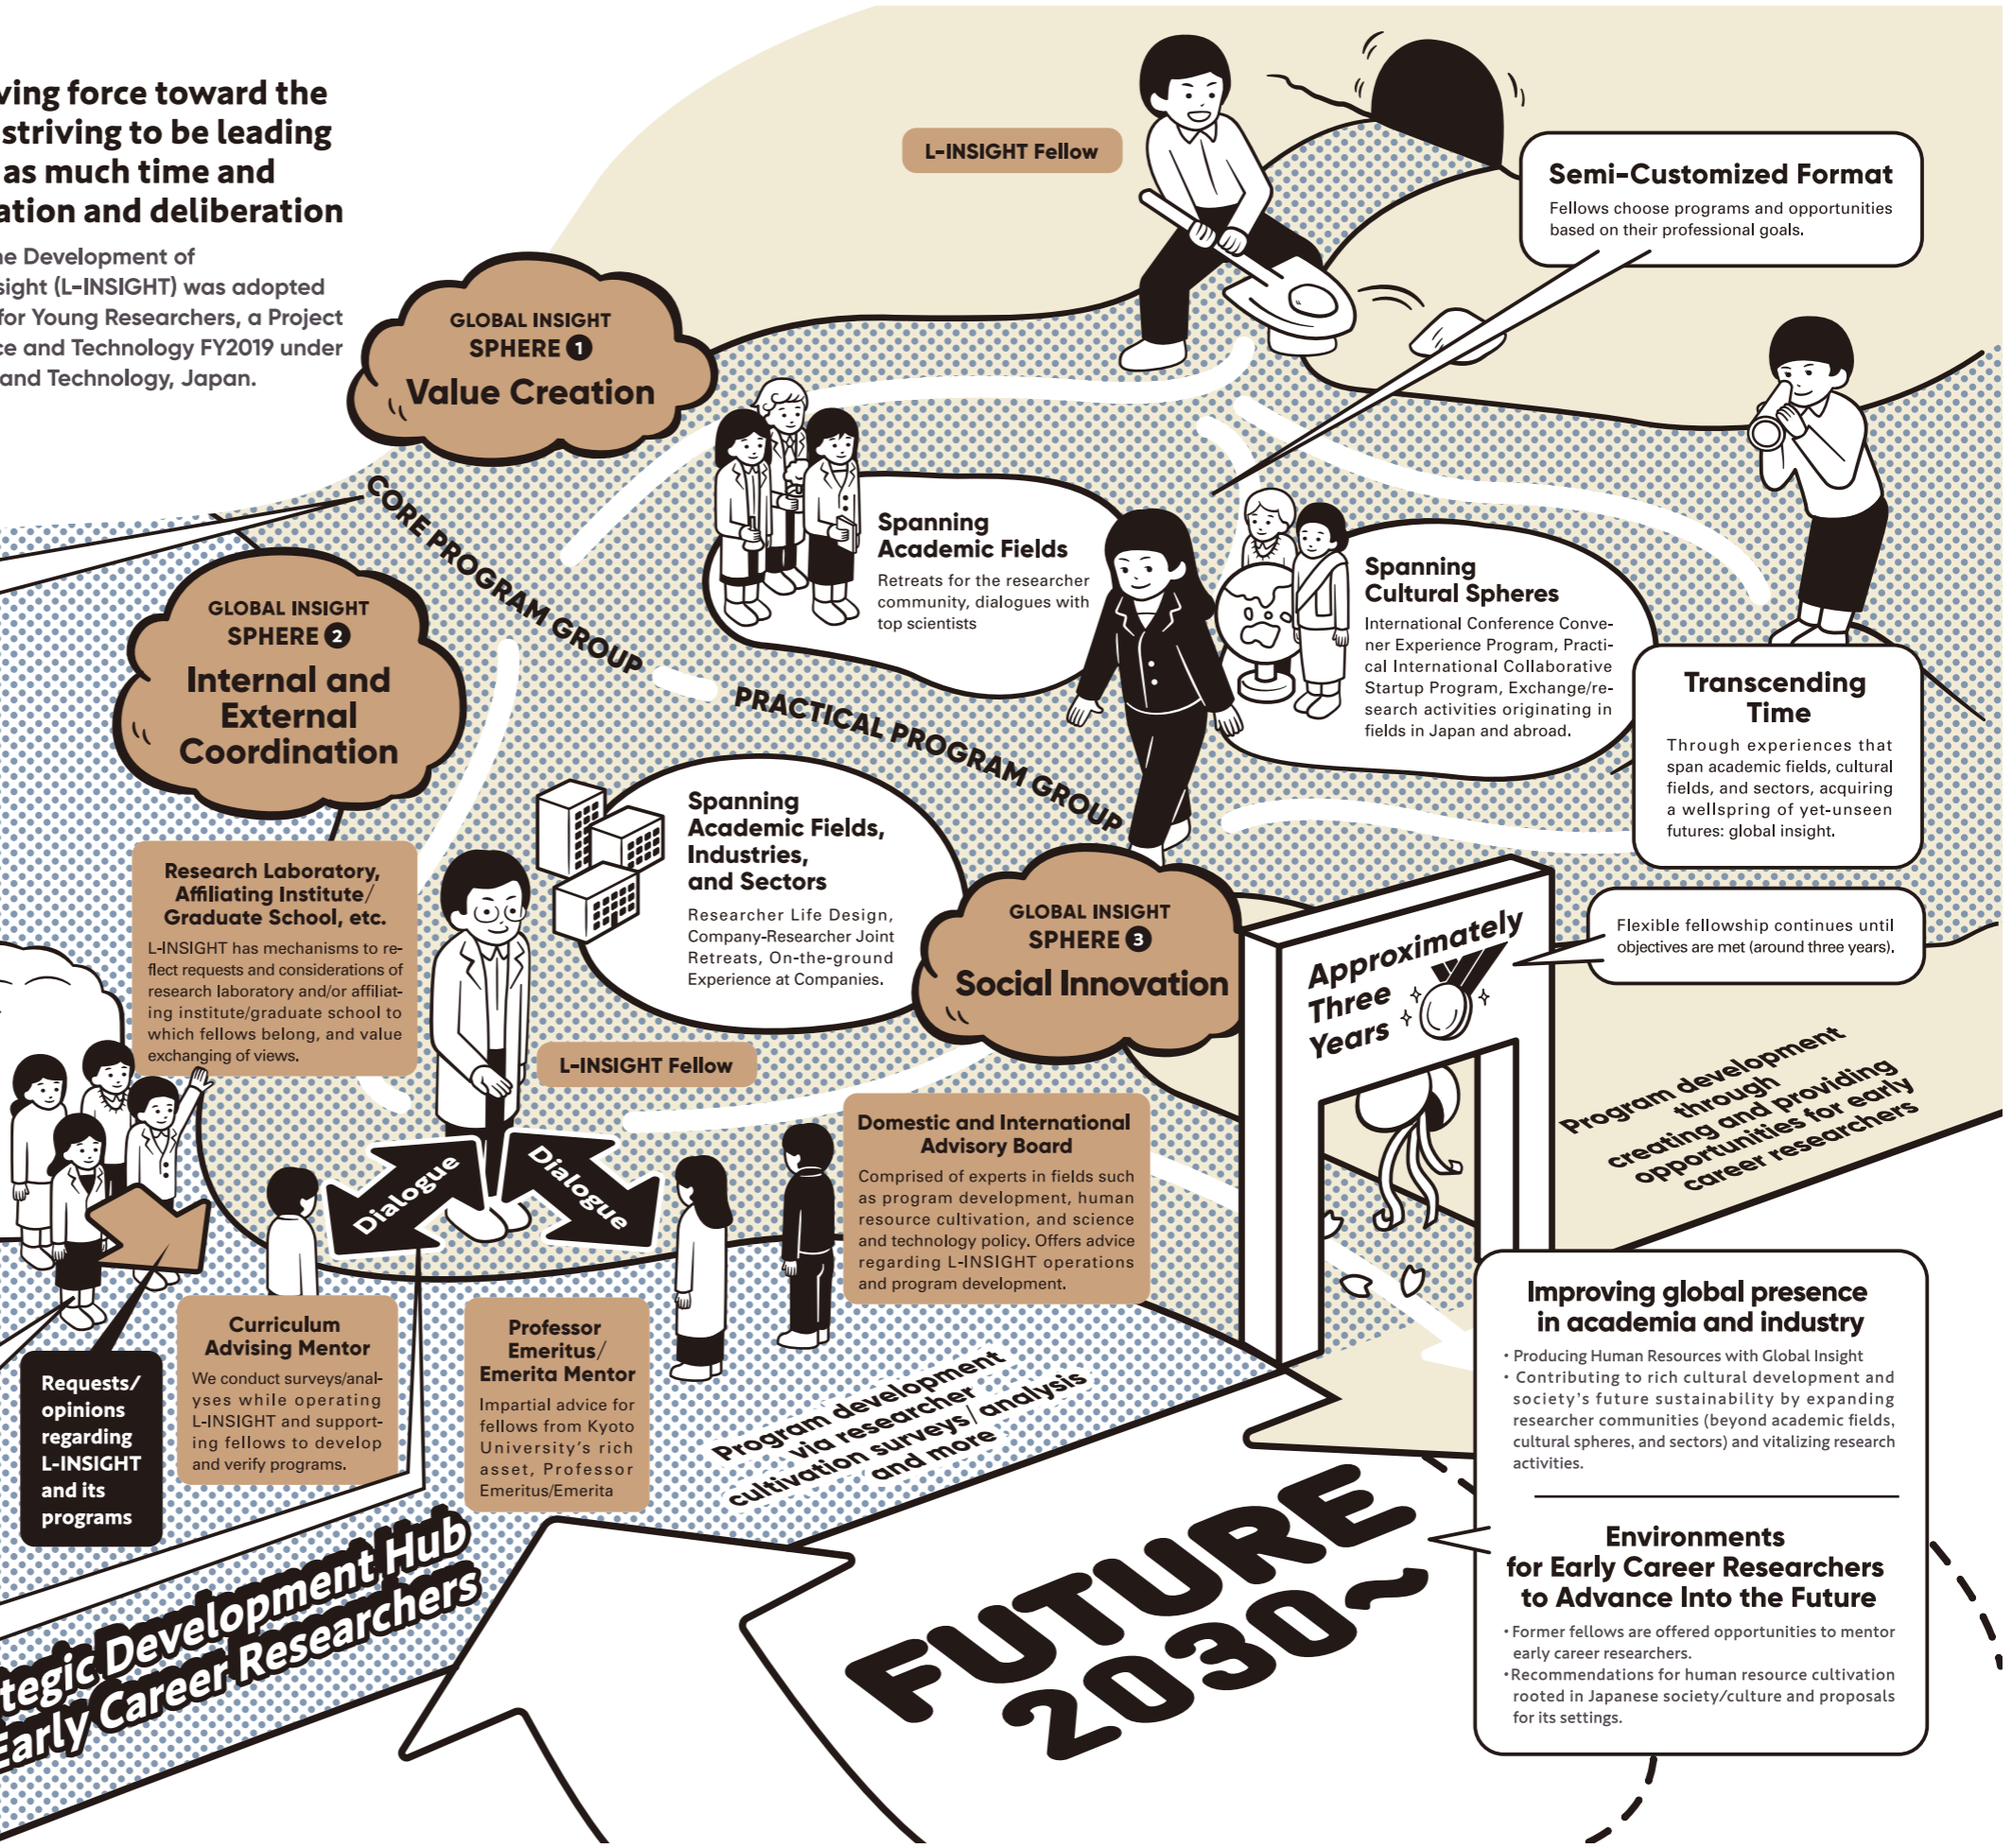 ving force toward the
striving to be leading
as much time and
ation and deliberation
ne Development of
sight (L-INSIGHT) was adopted
for Young Researchers, a Project
ce and Technology FY2019 under
and Technology, Japan.
L-INSIGHT Fellow
Semi-Customized Format
Fellows choose programs and opportunities
based on their professional goals.
GLOBAL INSIGHT
SPHERE 1
Value Creation
CORE PROGRAM GROUP
Spanning
Academic Fields
Retreats for the researcher
community, dialogues with
top scientists
Spanning
Cultural Spheres
International Conference Conve-
ner Experience Program, Practi-
cal International Collaborative
Startup Program, Exchange/re-
search activities originating in
fields in Japan and abroad.
GLOBAL INSIGHT
SPHERE 2
Internal and
External
Coordination
PRACTICAL PROGRAM GROUP
Transcending
Time
Through experiences that
span academic fields, cultural
fields, and sectors, acquiring
a wellspring of yet-unseen
futures: global insight.
Spanning
Academic Fields,
Industries,
and Sectors
Researcher Life Design,
Company-Researcher Joint
Retreats, On-the-ground
Experience at Companies.
Research Laboratory,
Affiliating Institute/
Graduate School, etc.
L-INSIGHT has mechanisms to re-
flect requests and considerations of
research laboratory and/or affiliat-
ing institute/graduate school to
which fellows belong, and value
exchanging of views.
GLOBAL INSIGHT
SPHERE 3
Social Innovation
Approximately
Three
Years
Flexible fellowship continues until
objectives are met (around three years).
L-INSIGHT Fellow
Program development
through
creating and providing
opportunities for early
career researchers
Dialogue
Dialogue
Domestic and International
Advisory Board
Comprised of experts in fields such
as program development, human
resource cultivation, and science
and technology policy. Offers advice
regarding L-INSIGHT operations
and program development.
Curriculum
Advising Mentor
We conduct surveys/anal-
yses while operating
L-INSIGHT and support-
ing fellows to develop
and verify programs.
Professor
Emeritus/
Emerita Mentor
Impartial advice for
fellows from Kyoto
University's rich
asset, Professor
Emeritus/Emerita
Requests/
opinions
regarding
L-INSIGHT
and its
programs
Program development
via researcher
cultivation surveys/analysis
and more
Improving global presence
in academia and industry
• Producing Human Resources with Global Insight
• Contributing to rich cultural development and
society's future sustainability by expanding
researcher communities (beyond academic fields,
cultural spheres, and sectors) and vitalizing research
activities.
Environments
for Early Career Researchers
to Advance Into the Future
• Former fellows are offered opportunities to mentor
early career researchers.
• Recommendations for human resource cultivation
rooted in Japanese society/culture and proposals
for its settings.
tegic Development Hub
Early Career Researchers
FUTURE
2030~